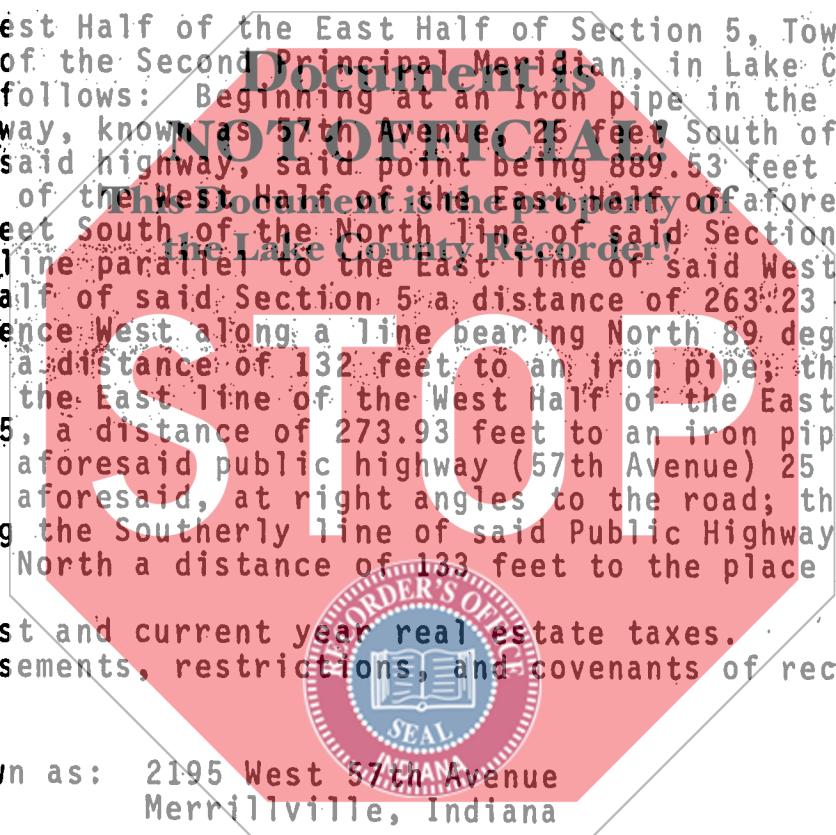 est Half of the East Half of Section 5, Tow
of the Second Principal Meridian, in Lake C
follows: Beginning at an Iron pipe in the
way, known as 57th Avenue, 25 feet South of
said highway, said point being 889.53 feet
of the West Half of the East Half of afore
eet South of the North line of said Section
line parallel to the East line of said West
alf of said Section 5 a distance of 263.23
ence West along a line bearing North 89 deg
a distance of 132 feet to an iron pipe; th
the East line of the West Half of the East
5, a distance of 273.93 feet to an iron pip
aforesaid public highway (57th Avenue) 25
aforesaid, at right angles to the road; th
g the Southerly line of said Public Highway
North a distance of 133 feet to the place
st and current year real estate taxes.
sements, restrictions, and covenants of rec
wn as: 2195 West 57th Avenue
Merrillville, Indiana
Document is
NOT OFFICIAL!
This Document is the property of
the Lake County Recorder!
STOP
RECORDER'S OFFICE
SEAL
INDIANA